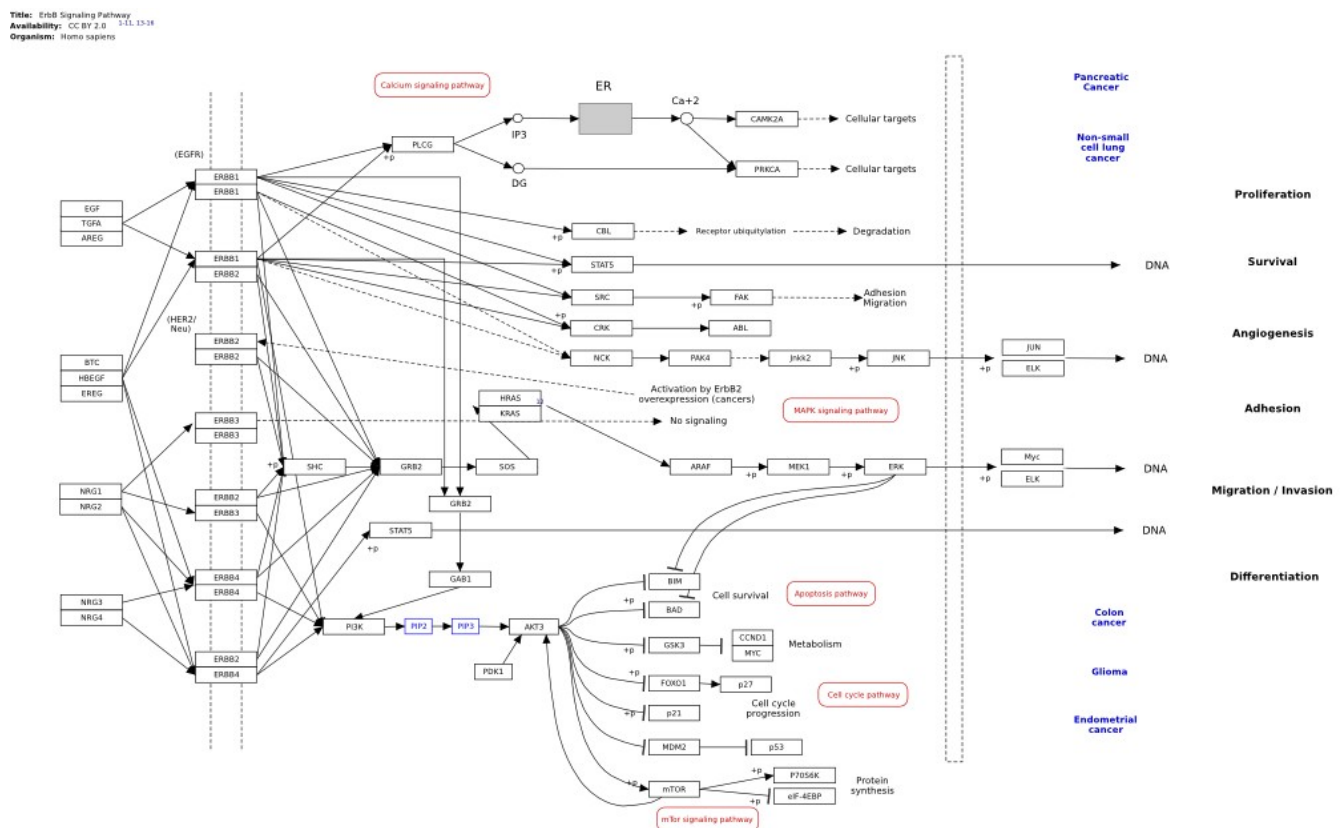 Title: ErbB Signaling Pathway
Availability: CC BY 2.0 1-11, 13-16
Organism: Homo sapiens
Calcium signaling pathway
ER
Ca+2
IP3
CAMK2A
Cellular targets
PLCG
+p
DG
PRKCA
Cellular targets
Pancreatic
Cancer
Non-small
cell lung
cancer
(EGFR)
ERBB1
ERBB1
EGF
TGFA
AREG
CBL
+p
Receptor ubiquitylation
Degradation
Proliferation
ERBB1
ERBB2
STAT5
+p
DNA
Survival
SRC
+p
FAK
+p
Adhesion
Migration
CRK
ABL
(HER2/
Neu)
ERBB2
ERBB2
NCK
PAK4
Jnkk2
+p
JNK
+p
JUN
ELK
DNA
Angiogenesis
BTC
HBEGF
EREG
Activation by ErbB2
overexpression (cancers)
HRAS
KRAS
12
MAPK signaling pathway
Adhesion
ERBB3
ERBB3
No signaling
+p
SHC
GRB2
SOS
ARAF
+p
MEK1
+p
ERK
+p
Myc
ELK
DNA
NRG1
NRG2
ERBB2
ERBB3
GRB2
Migration / Invasion
STAT5
+p
DNA
ERBB4
ERBB4
GAB1
BIM
+p
BAD
Cell survival
Apoptosis pathway
Differentiation
NRG3
NRG4
PI3K
PIP2
PIP3
AKT3
Colon
cancer
GSK3
+p
CCND1
MYC
Metabolism
ERBB2
ERBB4
PDK1
+p
FOXO1
p27
Cell cycle pathway
Glioma
+p
p21
Cell cycle
progression
Endometrial
cancer
MDM2
p53
+p
mTOR
+p
P70S6K
+p
eIF-4EBP
Protein
synthesis
mTor signaling pathway